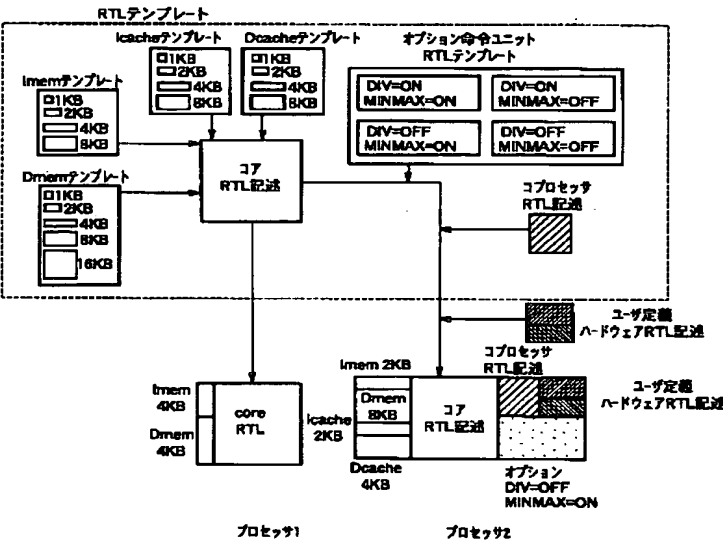 RTLテンプレート
Icacheテンプレート
1KB
2KB
4KB
8KB
Dcacheテンプレート
1KB
2KB
4KB
8KB
オプション命令ユニット
RTLテンプレート
DIV=ON
MINMAX=ON
DIV=ON
MINMAX=OFF
DIV=OFF
MINMAX=ON
DIV=OFF
MINMAX=OFF
Imemテンプレート
1KB
2KB
4KB
8KB
コア
RTL記述
Dmemテンプレート
1KB
2KB
4KB
8KB
16KB
コプロセッサ
RTL記述
ユーザ定義
ハードウェアRTL記述
Imem
4KB
Dmem
4KB
core
RTL
Imem 2KB
Dmem
8KB
Icache
2KB
Dcache
4KB
コア
RTL記述
コプロセッサ
RTL記述
ユーザ定義
ハードウェアRTL記述
オプション
DIV=OFF
MINMAX=ON
プロセッサ1
プロセッサ2